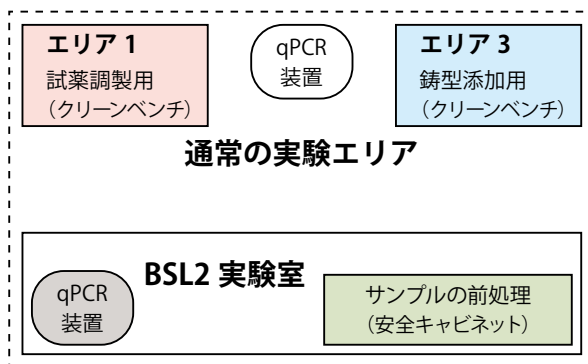 エリア 1
試薬調製用
（クリーンベンチ）
qPCR
装置
エリア 3
鋳型添加用
（クリーンベンチ）
通常の実験エリア
BSL2 実験室
qPCR
装置
サンプルの前処理
（安全キャビネット）